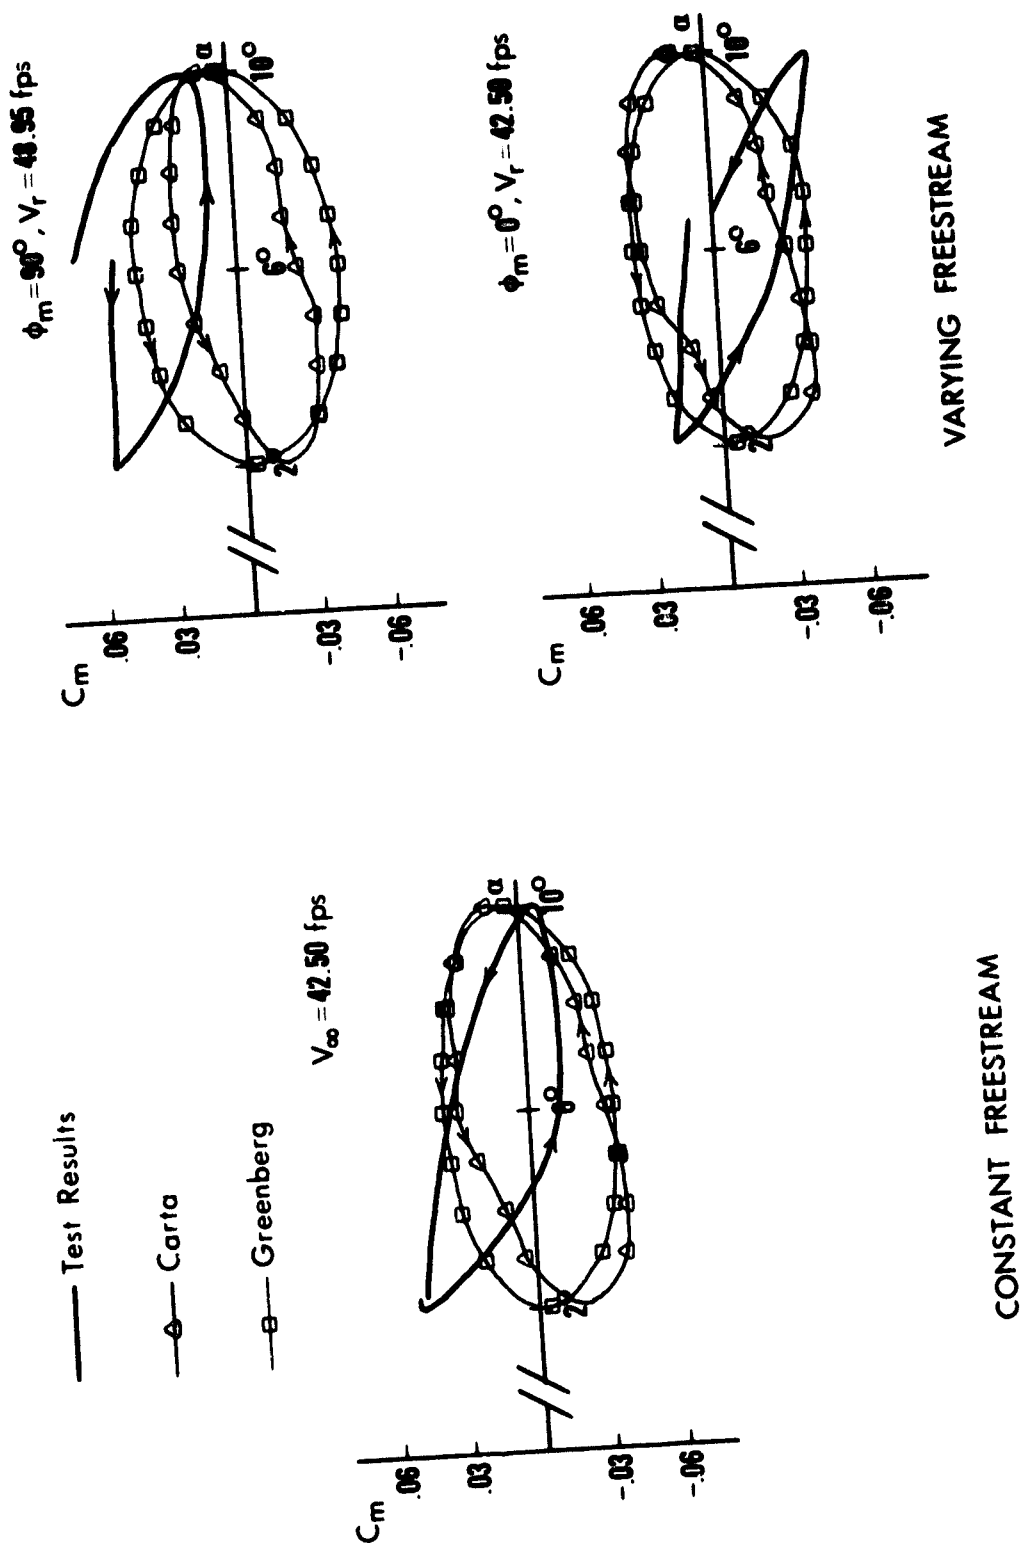 Test Results
Carta
Greenberg
V∞ = 42.50 fps
Cm
.06
.03
-.03
-.06
2
6°
10°
α
CONSTANT FREESTREAM
ϕm = 90°, Vr = 48.95 fps
Cm
.06
.03
-.03
-.06
2
6°
10°
α
ϕm = 0°, Vr = 42.50 fps
Cm
.06
.03
-.03
-.06
2
6°
10°
α
VARYING FREESTREAM